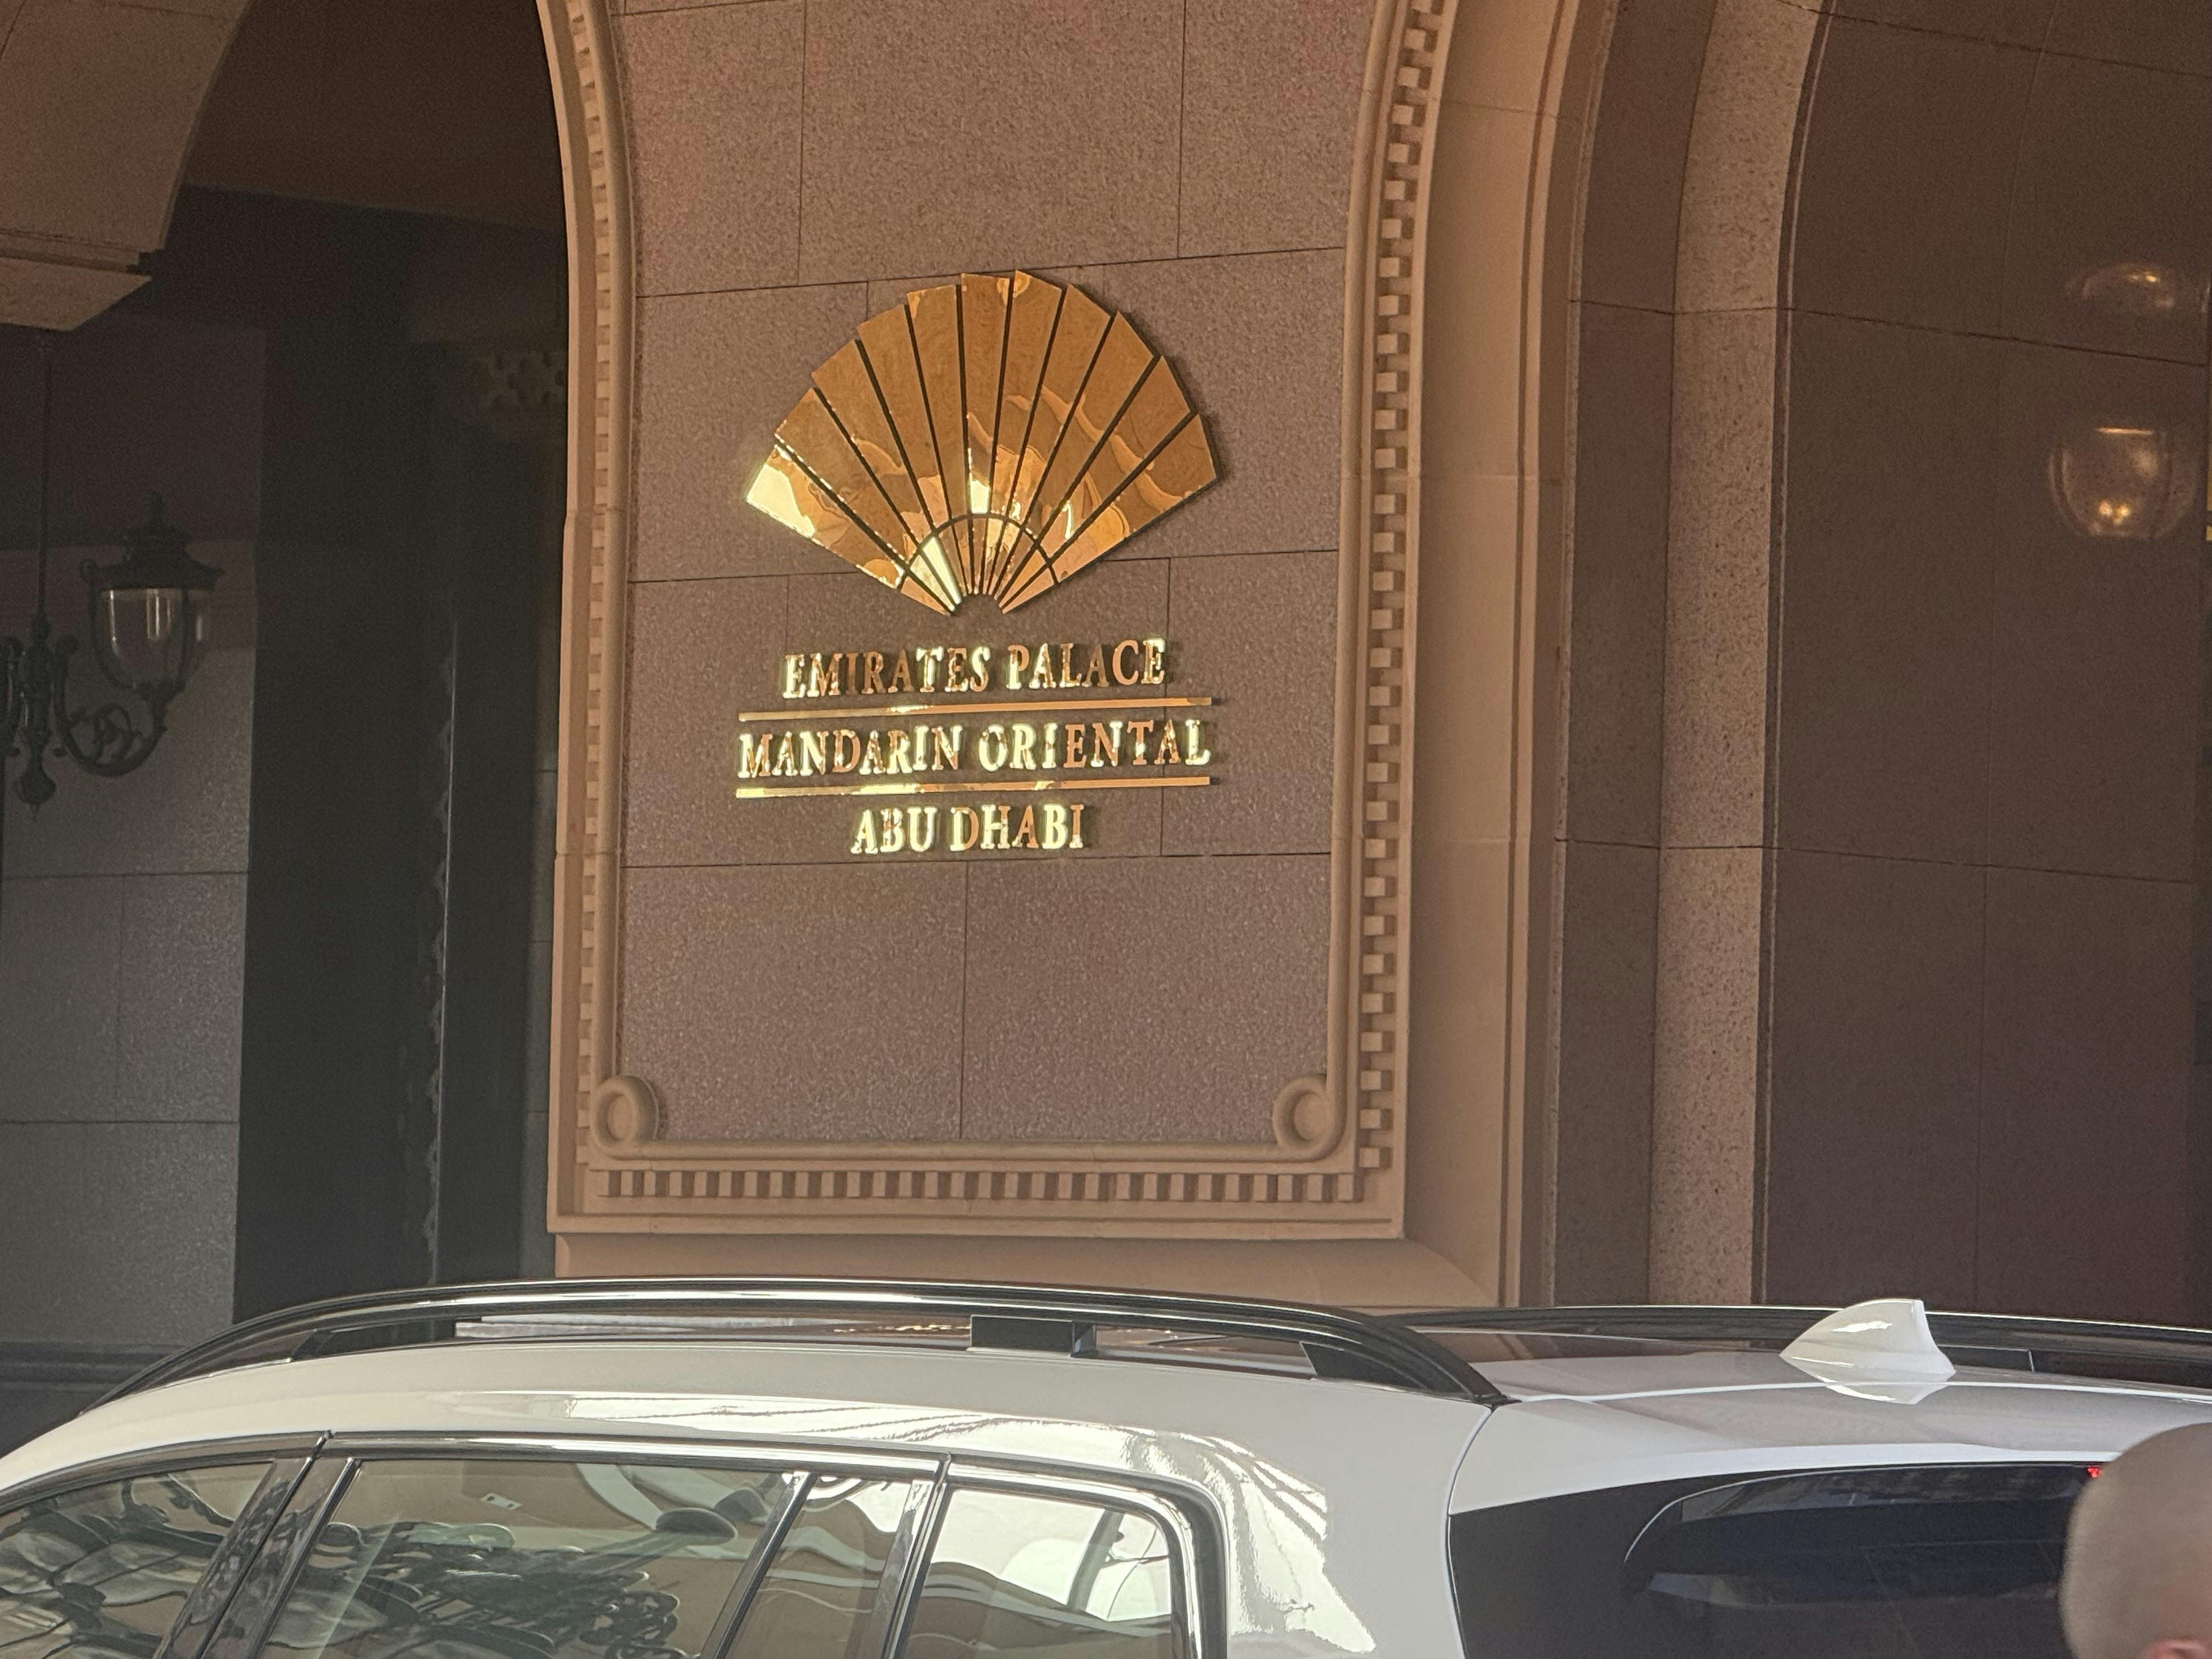 EMIRATES PALACE
MANDARIN ORIENTAL
ABU DHABI